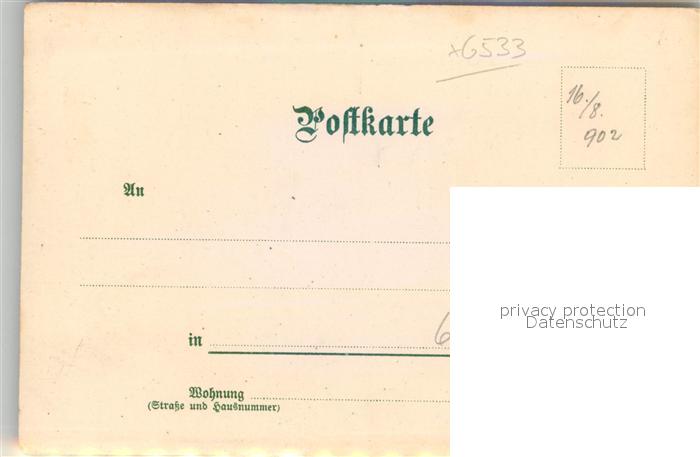 x6533
Postkarte
16./8.
902
An
in 6
Wohnung
(Straße und Hausnummer)
privacy protection
Datenschutz